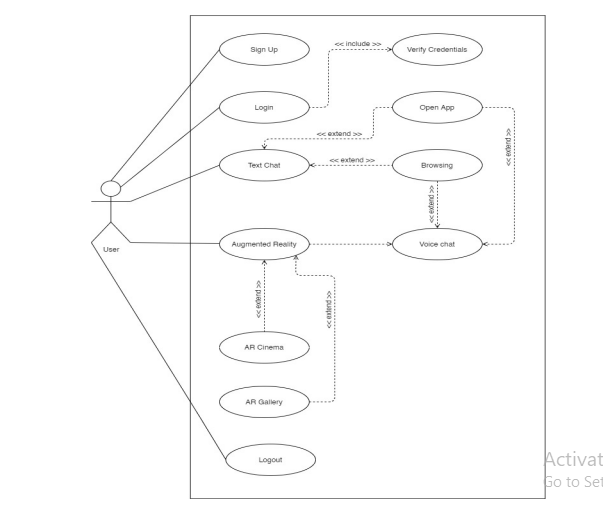 Sign Up
<< include >>
Verify Credentials
Login
Open App
<< extend >>
<< extend >>
Text Chat
<< extend >>
Browsing
<< extend >>
User
Augmented Reality
Voice chat
<< extend >>
<< extend >>
AR Cinema
AR Gallery
Logout
Activat
Go to Set